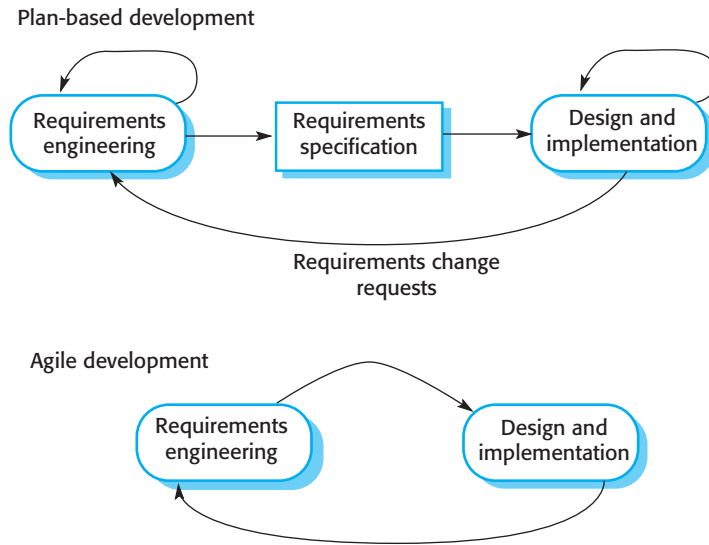 Plan-based development
Requirements
engineering
Requirements
specification
Design and
implementation
Requirements change
requests
Agile development
Requirements
engineering
Design and
implementation